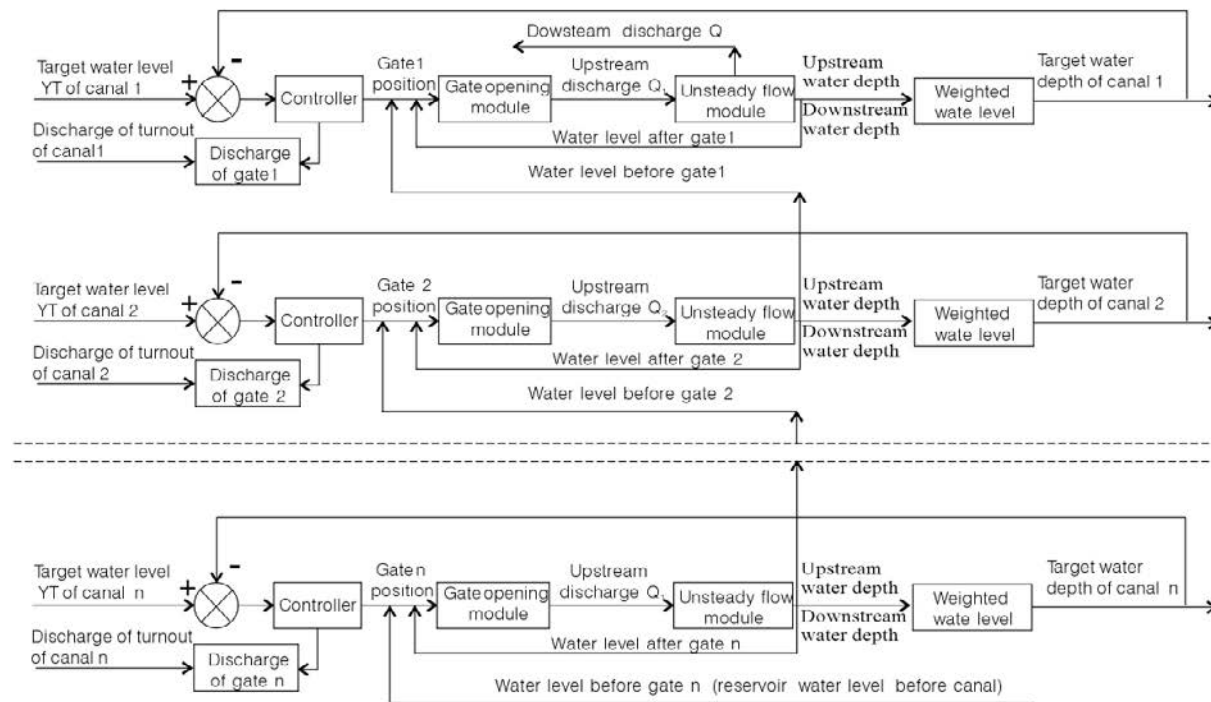 Dowsteam discharge Q
Target water level
YT of canal 1
+
-
Controller
Gate1
position
Gate opening
module
Upstream
discharge Q₁
Unsteady flow
module
Upstream
water depth
Downstream
water depth
Weighted
wate level
Target water
depth of canal 1
Discharge of turnout
of canal1
Discharge
of gate1
Water level after gate1
Water level before gate1
Target water level
YT of canal 2
+
-
Controller
Gate 2
position
Gate opening
module
Upstream
discharge Q₂
Unsteady flow
module
Upstream
water depth
Downstream
water depth
Weighted
wate level
Target water
depth of canal 2
Discharge of turnout
of canal 2
Discharge
of gate 2
Water level after gate 2
Water level before gate 2
Target water level
YT of canal n
+
-
Controller
Gate n
position
Gate opening
module
Upstream
discharge Q₁
Unsteady flow
module
Upstream
water depth
Downstream
water depth
Weighted
wate level
Target water
depth of canal n
Discharge of turnout
of canal n
Discharge
of gate n
Water level after gate n
Water level before gate n (reservoir water level before canal)